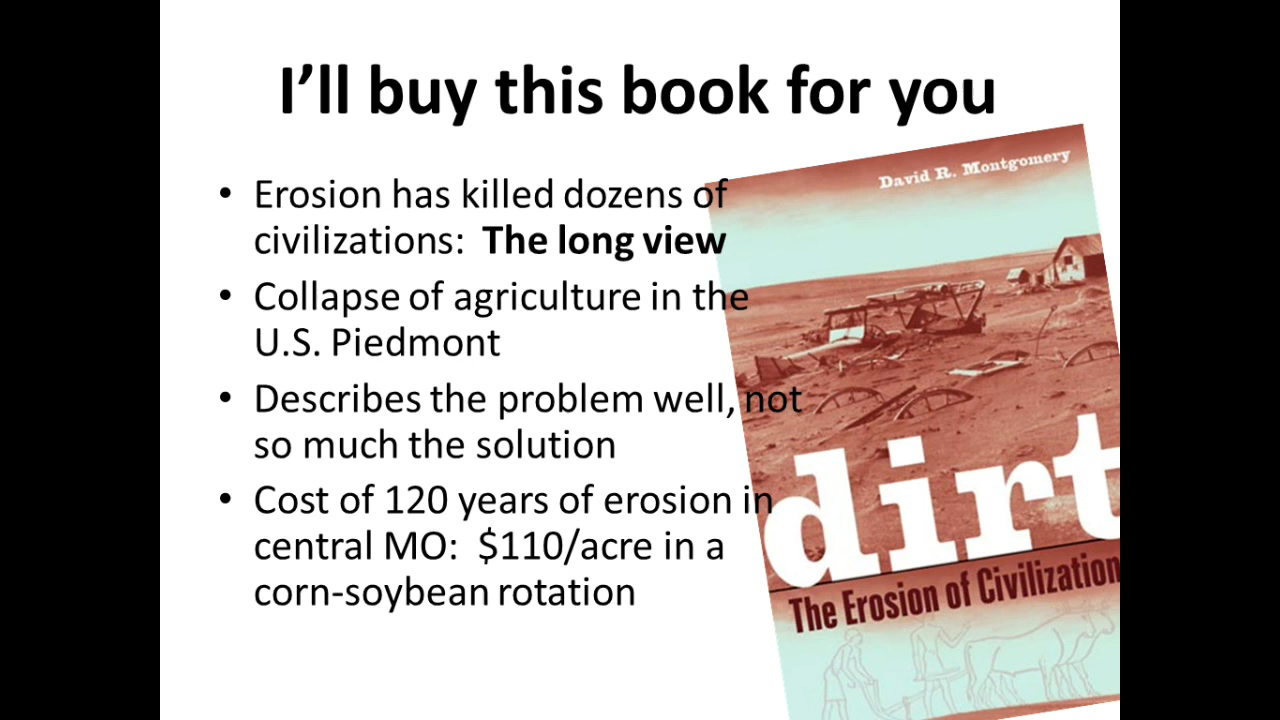 I'll buy this book for you
• Erosion has killed dozens of
civilizations:  The long view
• Collapse of agriculture in the
U.S. Piedmont
• Describes the problem well, not
so much the solution
• Cost of 120 years of erosion in
central MO:  $110/acre in a
corn-soybean rotation
David R. Montgomery
dirt
The Erosion of Civilization